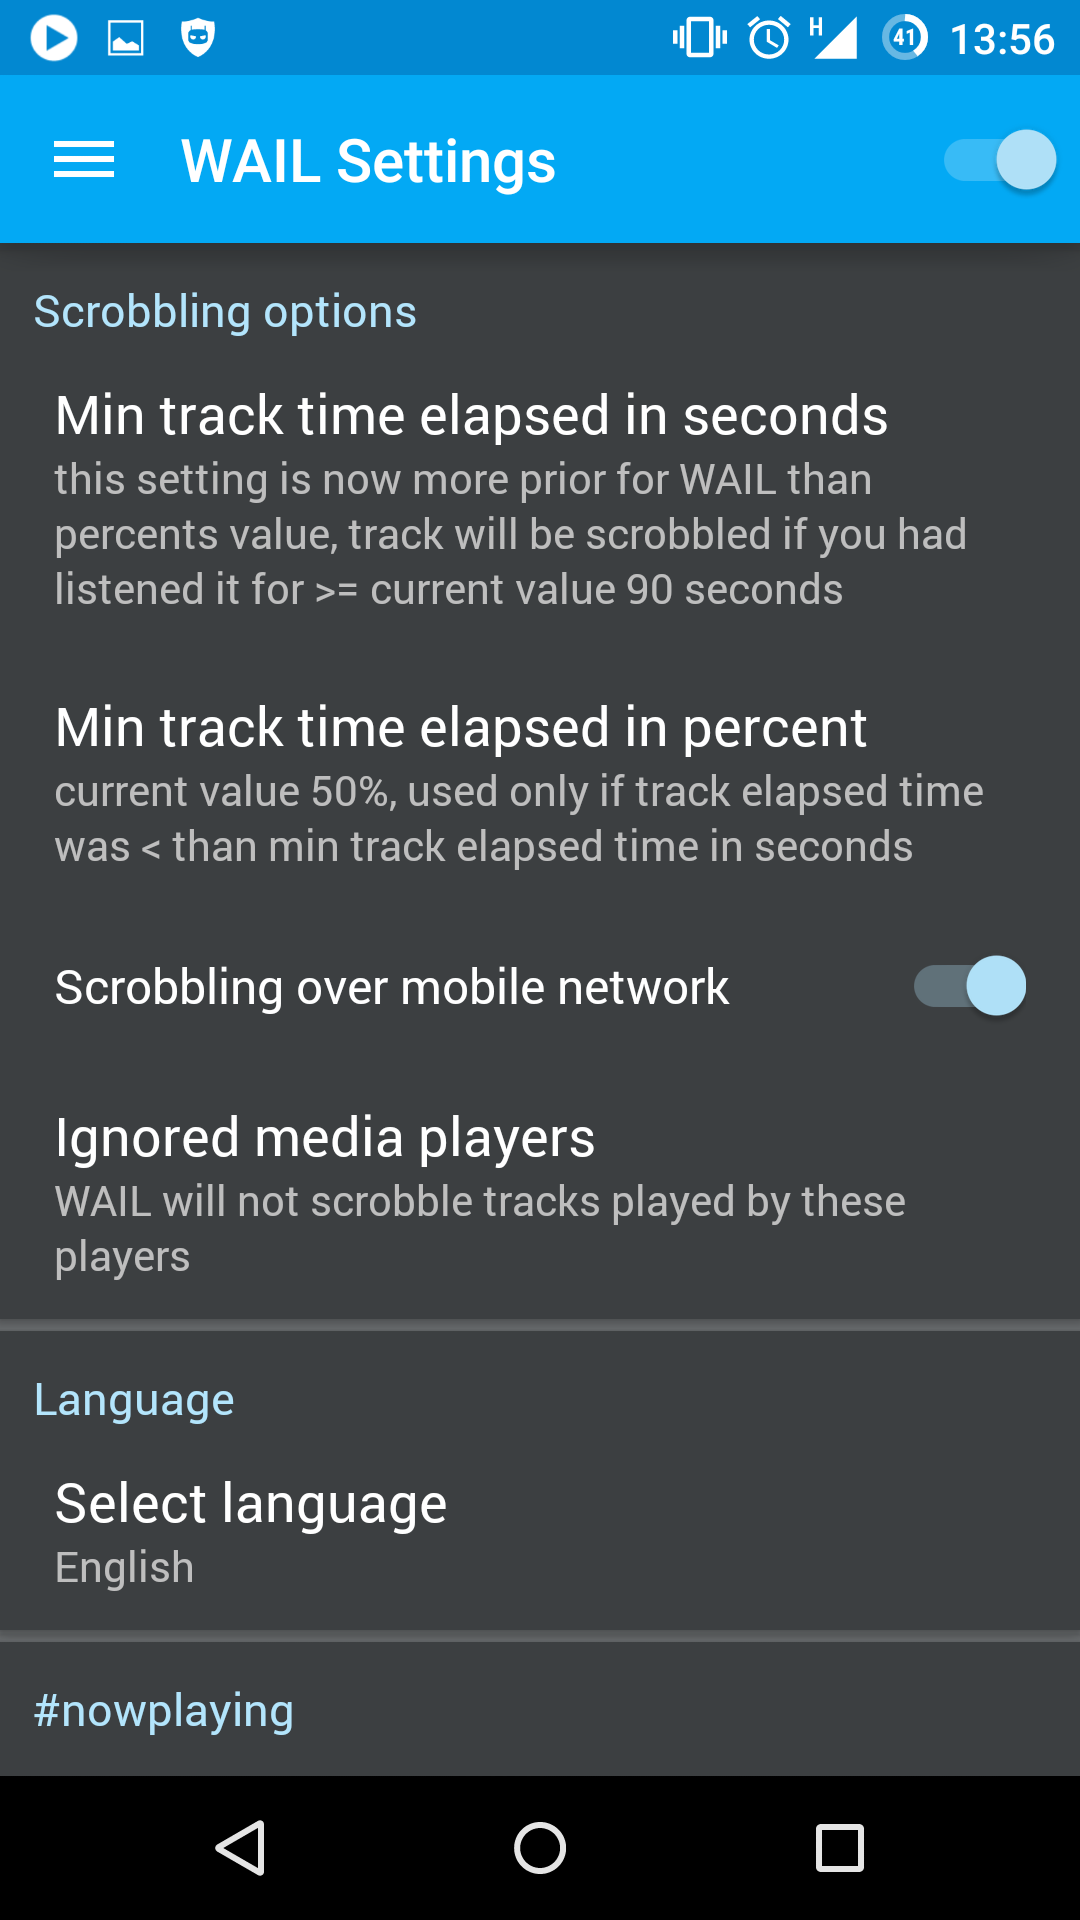 H 41 13:56
WAIL Settings
Scrobbling options
Min track time elapsed in seconds
this setting is now more prior for WAIL than
percents value, track will be scrobbled if you had
listened it for >= current value 90 seconds
Min track time elapsed in percent
current value 50%, used only if track elapsed time
was < than min track elapsed time in seconds
Scrobbling over mobile network
Ignored media players
WAIL will not scrobble tracks played by these
players
Language
Select language
English
#nowplaying